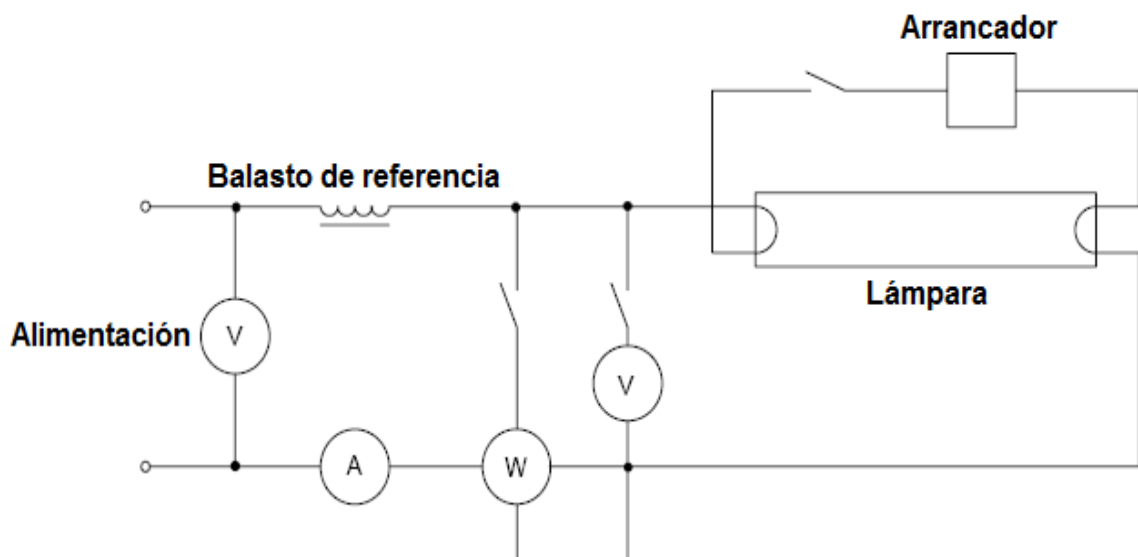 Arrancador
Balasto de referencia
Lámpara
Alimentación
V
V
A
W